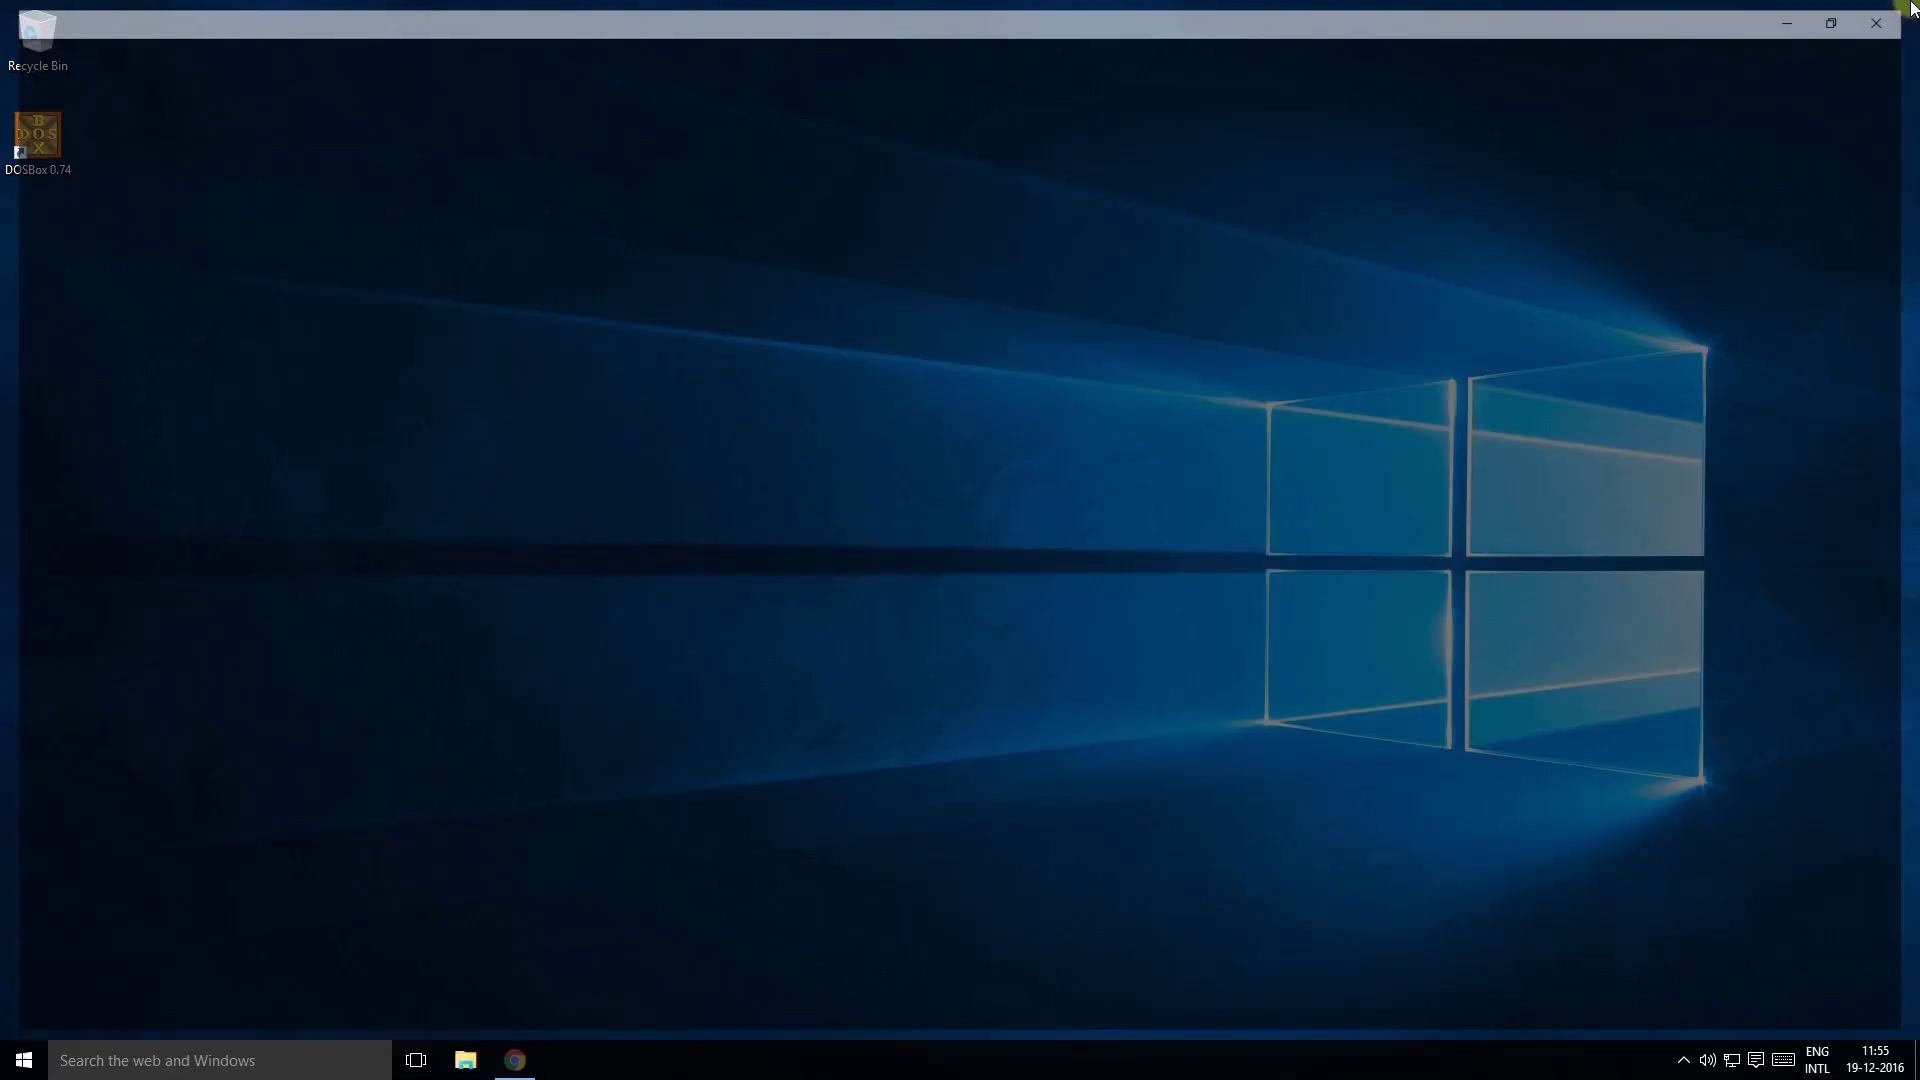 Recycle Bin
B
DOS
X
DOSBox 0.74
Search the web and Windows
ENG
INTL
11:55
19-12-2016